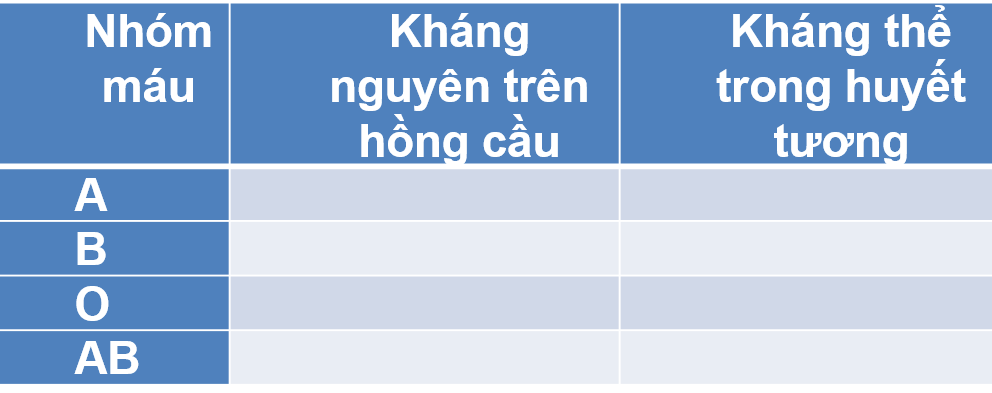 Nhóm máu
Kháng nguyên trên hồng cầu
Kháng thể trong huyết tương
A
B
O
AB